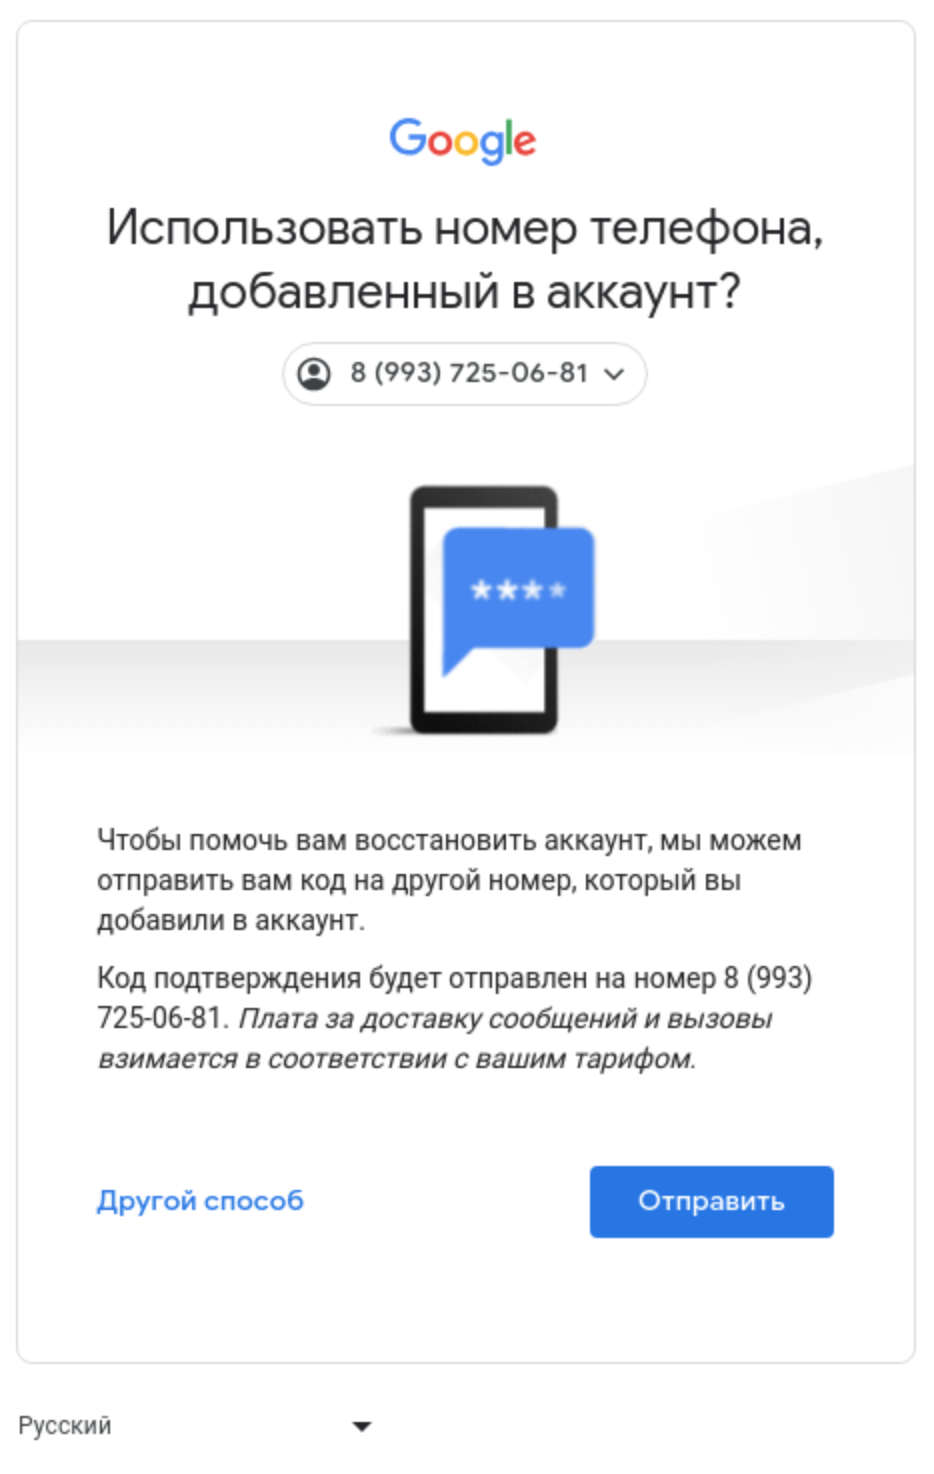 Google
Использовать номер телефона,
добавленный в аккаунт?
8 (993) 725-06-81
****
Чтобы помочь вам восстановить аккаунт, мы можем
отправить вам код на другой номер, который вы
добавили в аккаунт.
Код подтверждения будет отправлен на номер 8 (993)
725-06-81. Плата за доставку сообщений и вызовы
взимается в соответствии с вашим тарифом.
Другой способ
Отправить
Русский